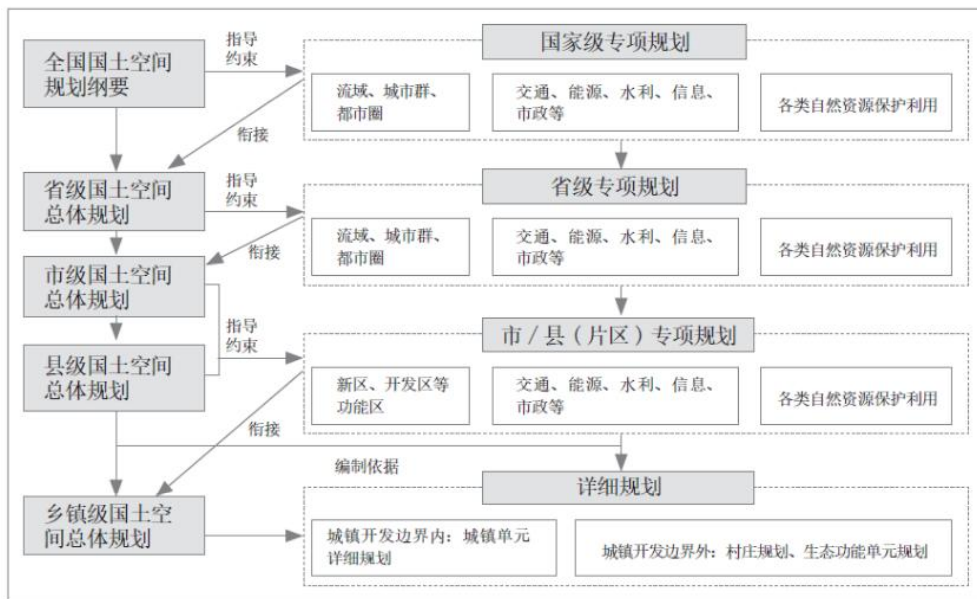 全国国土空间
规划纲要
指导
约束
国家级专项规划
流域、城市群、
都市圈
交通、能源、水利、信息、
市政等
各类自然资源保护利用
衔接
省级国土空间
总体规划
指导
约束
省级专项规划
流域、城市群、
都市圈
交通、能源、水利、信息、
市政等
各类自然资源保护利用
衔接
市级国土空间
总体规划
指导
约束
市/县(片区)专项规划
县级国土空间
总体规划
新区、开发区等
功能区
交通、能源、水利、信息、
市政等
各类自然资源保护利用
衔接
编制依据
详细规划
乡镇级国土空
间总体规划
城镇开发边界内：城镇单元
详细规划
城镇开发边界外：村庄规划、生态功能单元规划